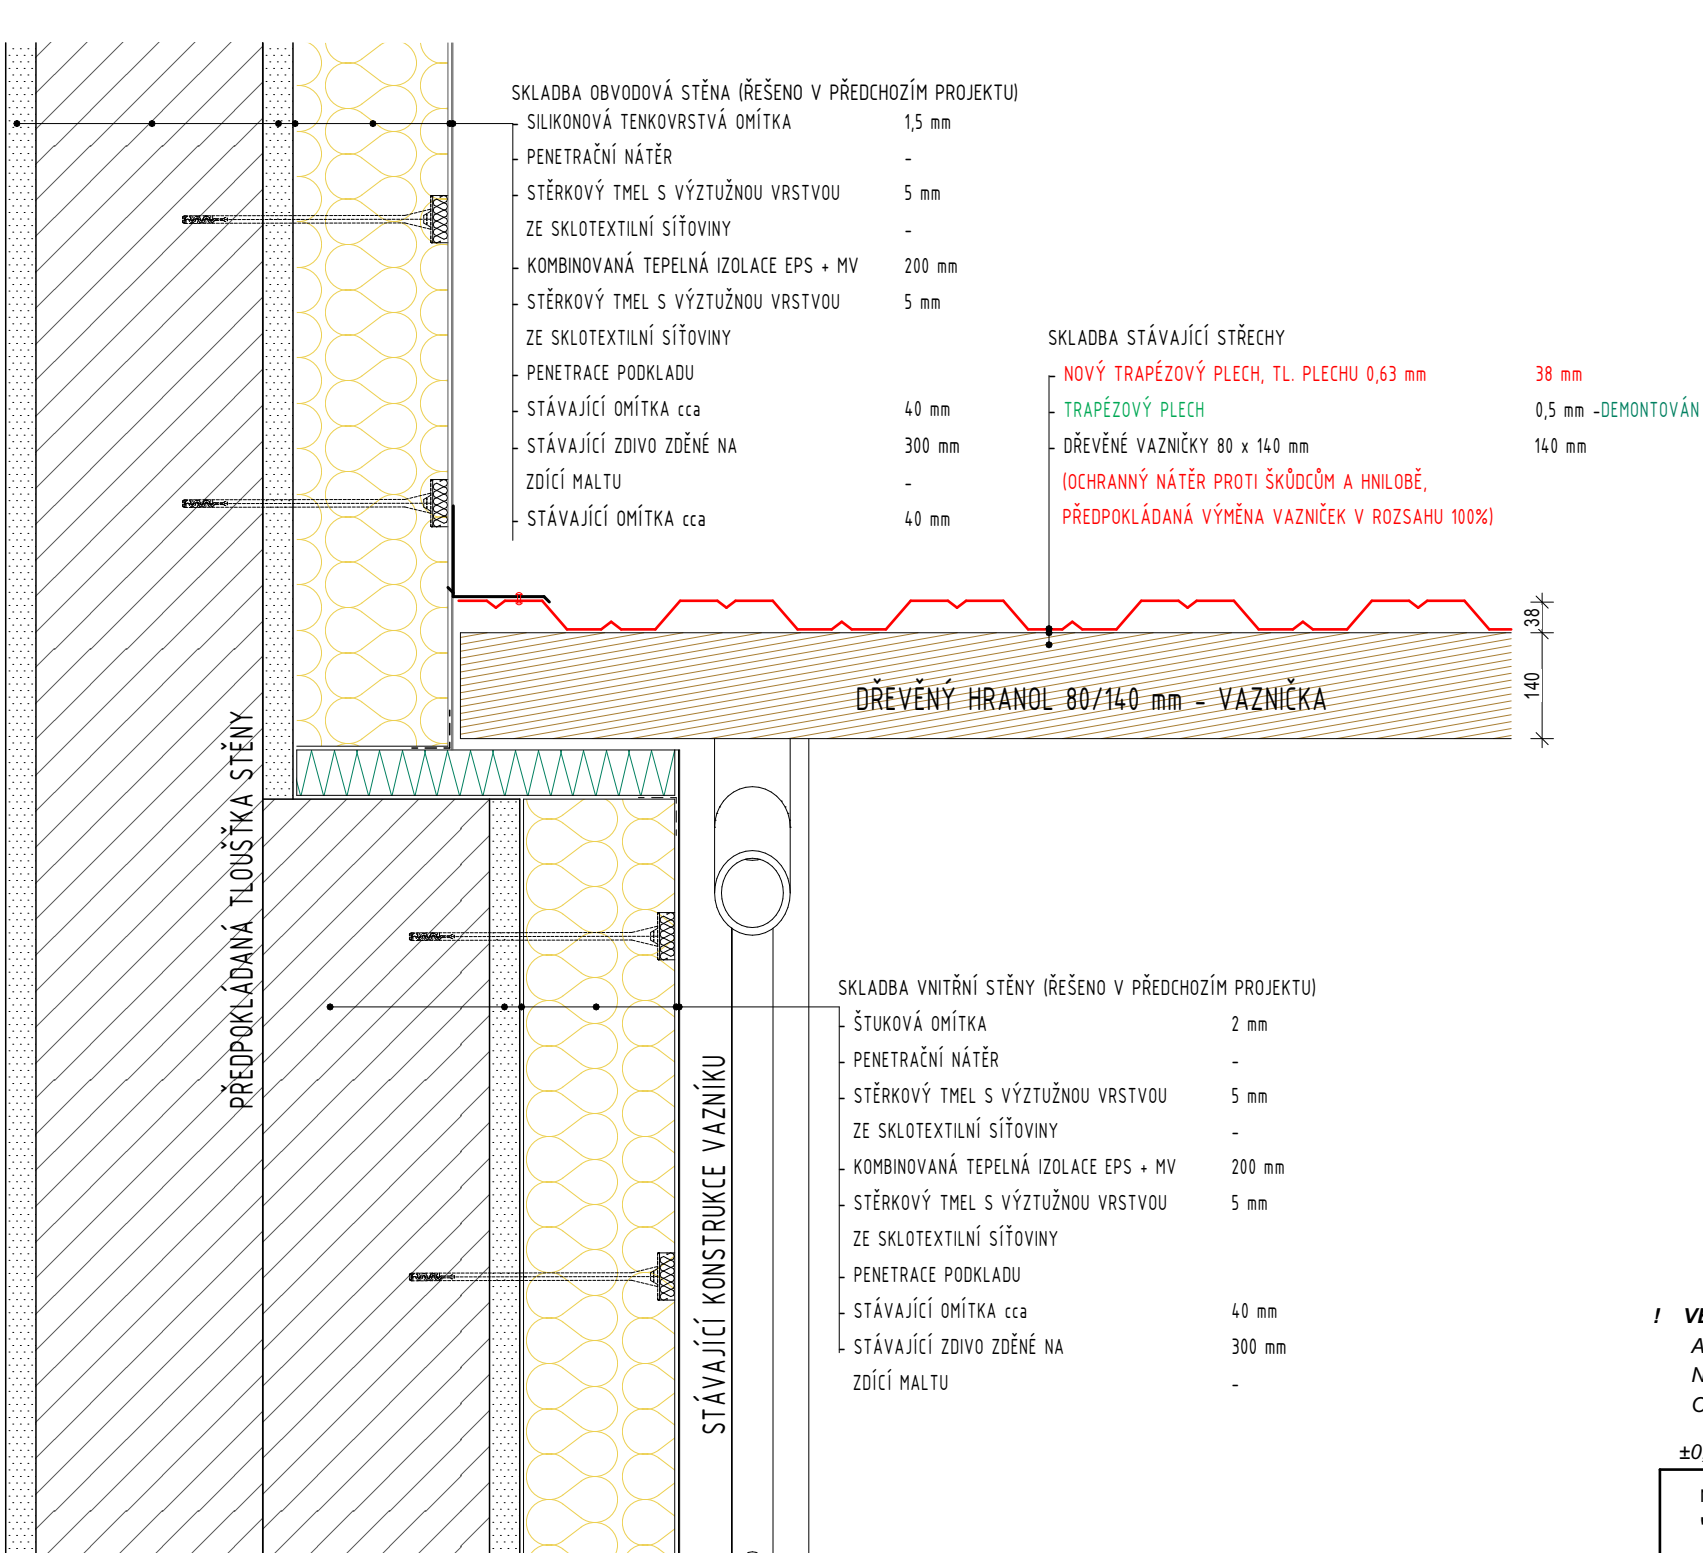 SKLADBA OBVODOVÁ STĚNA (ŘEŠENO V PŘEDCHOZÍM PROJEKTU)
- SILIKONOVÁ TENKOVRSTVÁ OMÍTKA 1,5 mm
- PENETRAČNÍ NÁTĚR -
- STĚRKOVÝ TMEL S VÝZTUŽNOU VRSTVOU 5 mm
ZE SKLOTEXTILNÍ SÍŤOVINY -
- KOMBINOVANÁ TEPELNÁ IZOLACE EPS + MV 200 mm
- STĚRKOVÝ TMEL S VÝZTUŽNOU VRSTVOU 5 mm
ZE SKLOTEXTILNÍ SÍŤOVINY
- PENETRACE PODKLADU
- STÁVAJÍCÍ OMÍTKA cca 40 mm
- STÁVAJÍCÍ ZDIVO ZDĚNÉ NA 300 mm
ZDÍCÍ MALTU -
- STÁVAJÍCÍ OMÍTKA cca 40 mm
SKLADBA STÁVAJÍCÍ STŘECHY
- NOVÝ TRAPÉZOVÝ PLECH, TL. PLECHU 0,63 mm 38 mm
- TRAPÉZOVÝ PLECH 0,5 mm -DEMONTOVÁN
- DŘEVĚNÉ VAZNIČKY 80 x 140 mm 140 mm
(OCHRANNÝ NÁTĚR PROTI ŠKŮDCŮM A HNILOBĚ,
PŘEDPOKLÁDANÁ VÝMĚNA VAZNIČEK V ROZSAHU 100%)
38
140
DŘEVĚNÝ HRANOL 80/140 mm - VAZNIČKA
PŘEDPOKLÁDANÁ TLOUŠŤKA STĚNY
STÁVAJÍCÍ KONSTRUKCE VAZNÍKU
SKLADBA VNITŘNÍ STĚNY (ŘEŠENO V PŘEDCHOZÍM PROJEKTU)
- ŠTUKOVÁ OMÍTKA 2 mm
- PENETRAČNÍ NÁTĚR -
- STĚRKOVÝ TMEL S VÝZTUŽNOU VRSTVOU 5 mm
ZE SKLOTEXTILNÍ SÍŤOVINY -
- KOMBINOVANÁ TEPELNÁ IZOLACE EPS + MV 200 mm
- STĚRKOVÝ TMEL S VÝZTUŽNOU VRSTVOU 5 mm
ZE SKLOTEXTILNÍ SÍŤOVINY
- PENETRACE PODKLADU
- STÁVAJÍCÍ OMÍTKA cca 40 mm
- STÁVAJÍCÍ ZDIVO ZDĚNÉ NA 300 mm
ZDÍCÍ MALTU -
!
±0,